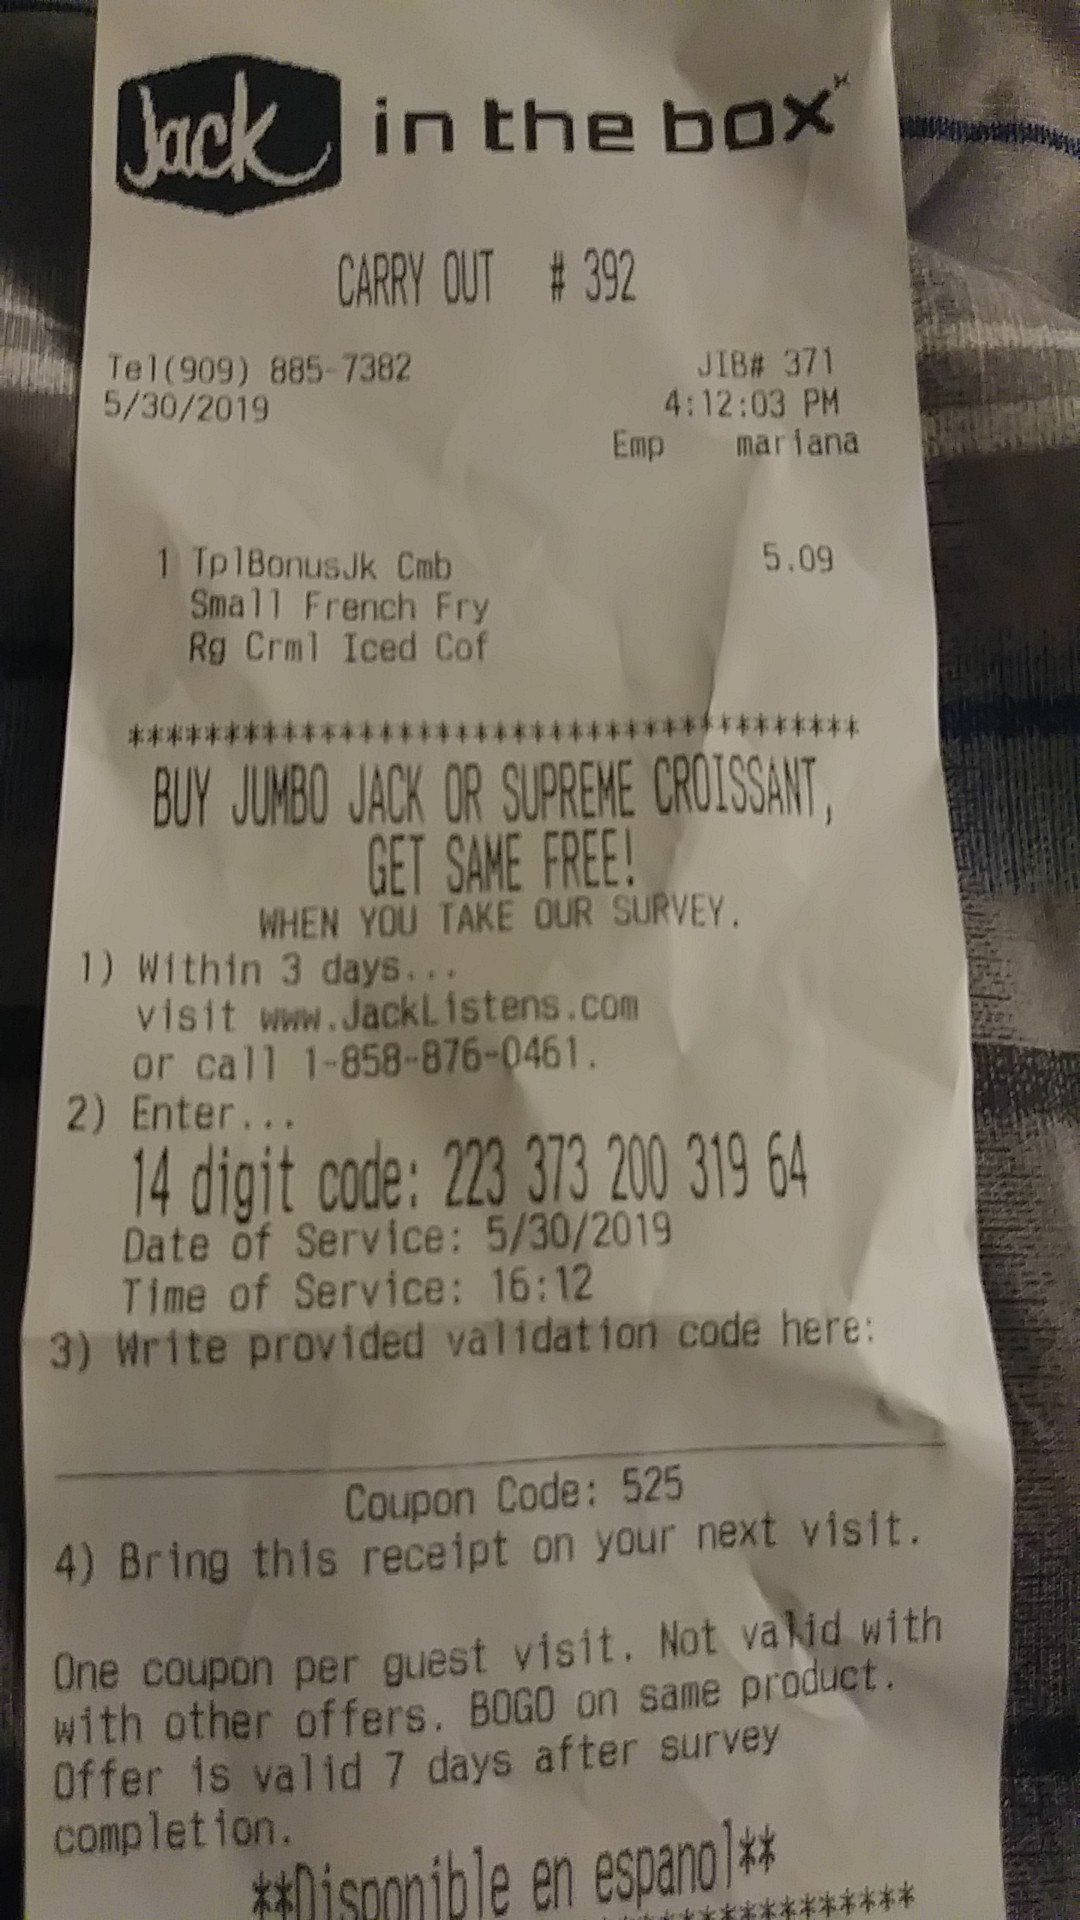 Jack in the box
CARRY OUT # 392
Tel(909) 885-7382 JIB# 371
5/30/2019 4:12:03 PM
Emp mariana
1 TplBonusJk Cmb 5.09
Small French Fry
Rg Crml Iced Cof
**************************************
BUY JUMBO JACK OR SUPREME CROISSANT,
GET SAME FREE!
WHEN YOU TAKE OUR SURVEY.
1) Within 3 days...
visit www.JackListens.com
or call 1-858-876-0461.
2) Enter...
14 digit code: 223 373 200 319 64
Date of Service: 5/30/2019
Time of Service: 16:12
3) Write provided validation code here:
Coupon Code: 525
4) Bring this receipt on your next visit.
One coupon per guest visit. Not valid with
with other offers. BOGO on same product.
Offer is valid 7 days after survey
completion.
**Disponible en espanol**
****************